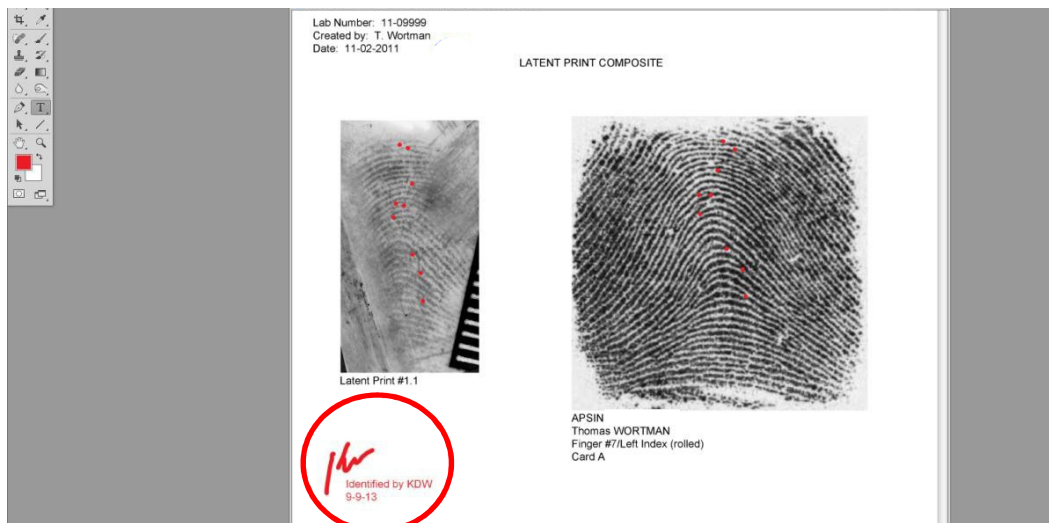 Lab Number: 11-09999
Created by: T. Wortman
Date: 11-02-2011
LATENT PRINT COMPOSITE
Latent Print #1.1
APSIN
Thomas WORTMAN
Finger #7/Left Index (rolled)
Card A
Identified by KDW
9-9-13